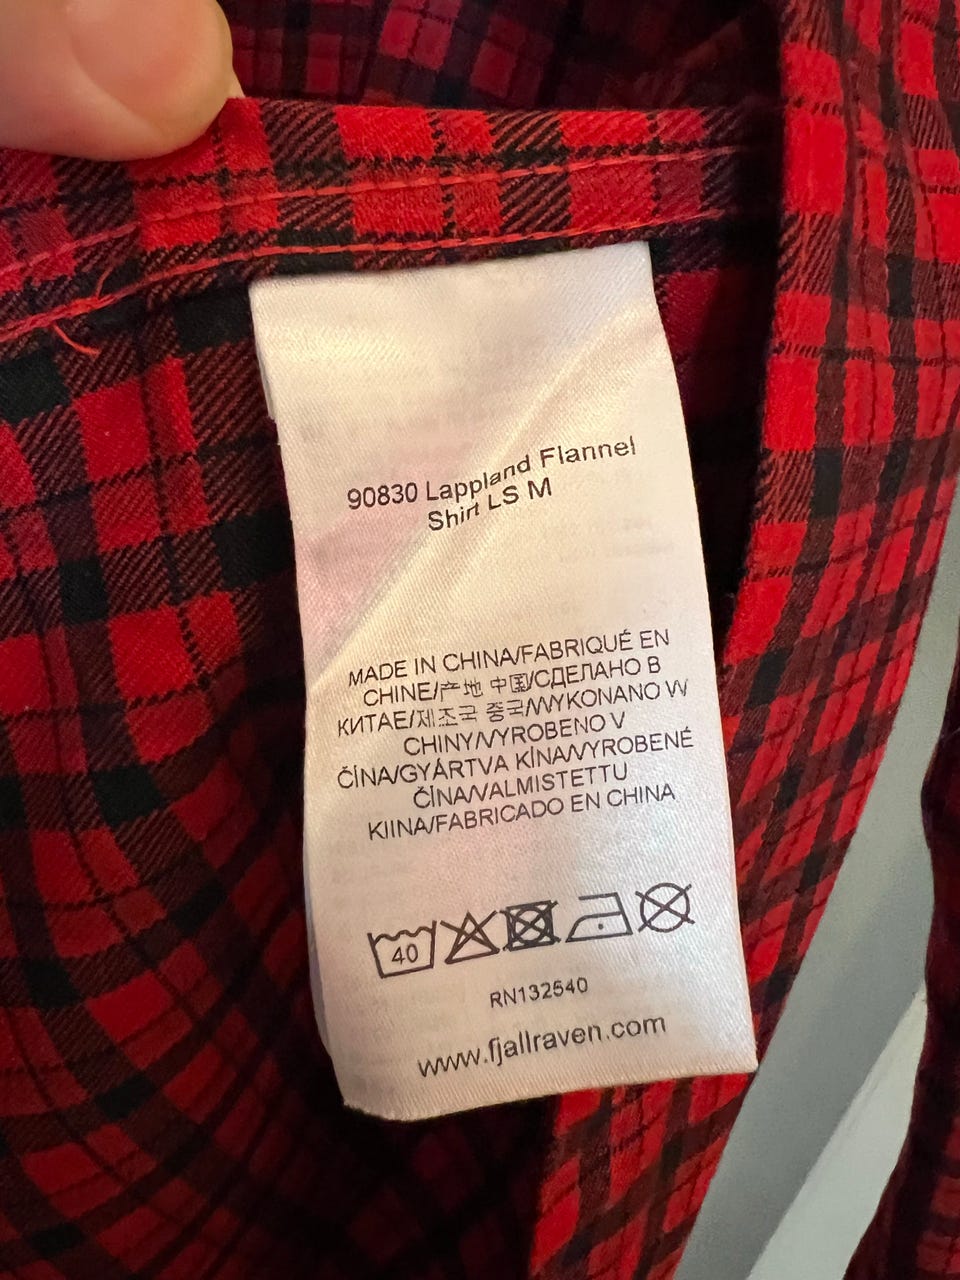 90830 Lappland Flannel
Shirt LS M
MADE IN CHINA/FABRIQUÉ EN
CHINE/产地 中国/СДЕЛАНО В
КИТАЕ/제조국 중국/WYKONANO W
CHINY/VYROBENO V
ČÍNA/GYÁRTVA KÍNA/VYROBENÉ
ČÍNA/VALMISTETTU
KIINA/FABRICADO EN CHINA
40
RN132540
www.fjallraven.com